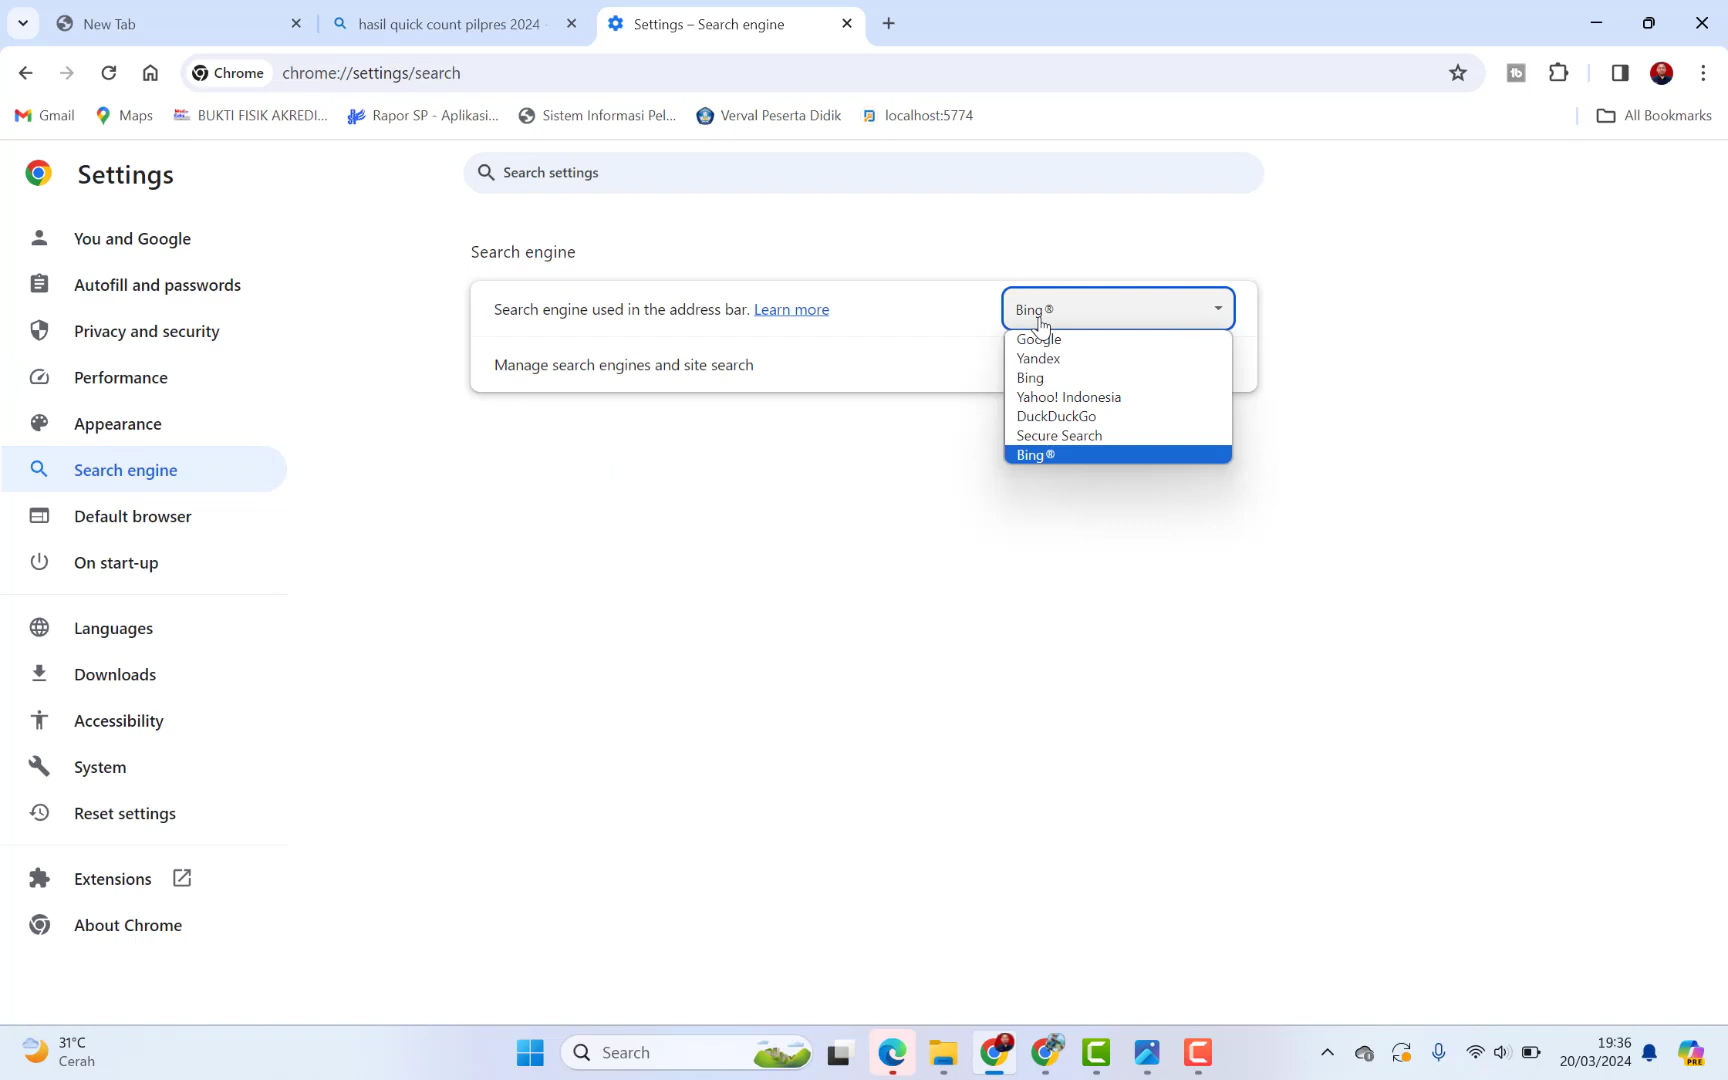 New Tab
hasil quick count pilpres 2024 -
Settings – Search engine
Chrome
chrome://settings/search
Gmail
Maps
BUKTI FISIK AKREDI...
Rapor SP - Aplikasi...
Sistem Informasi Pel...
Verval Peserta Didik
localhost:5774
All Bookmarks
Settings
Search settings
You and Google
Autofill and passwords
Privacy and security
Performance
Appearance
Search engine
Default browser
On start-up
Languages
Downloads
Accessibility
System
Reset settings
Extensions
About Chrome
Search engine
Search engine used in the address bar. Learn more
Bing®
Manage search engines and site search
Google
Yandex
Bing
Yahoo! Indonesia
DuckDuckGo
Secure Search
Bing®
31°C
Cerah
Search
19:36
20/03/2024
PRE